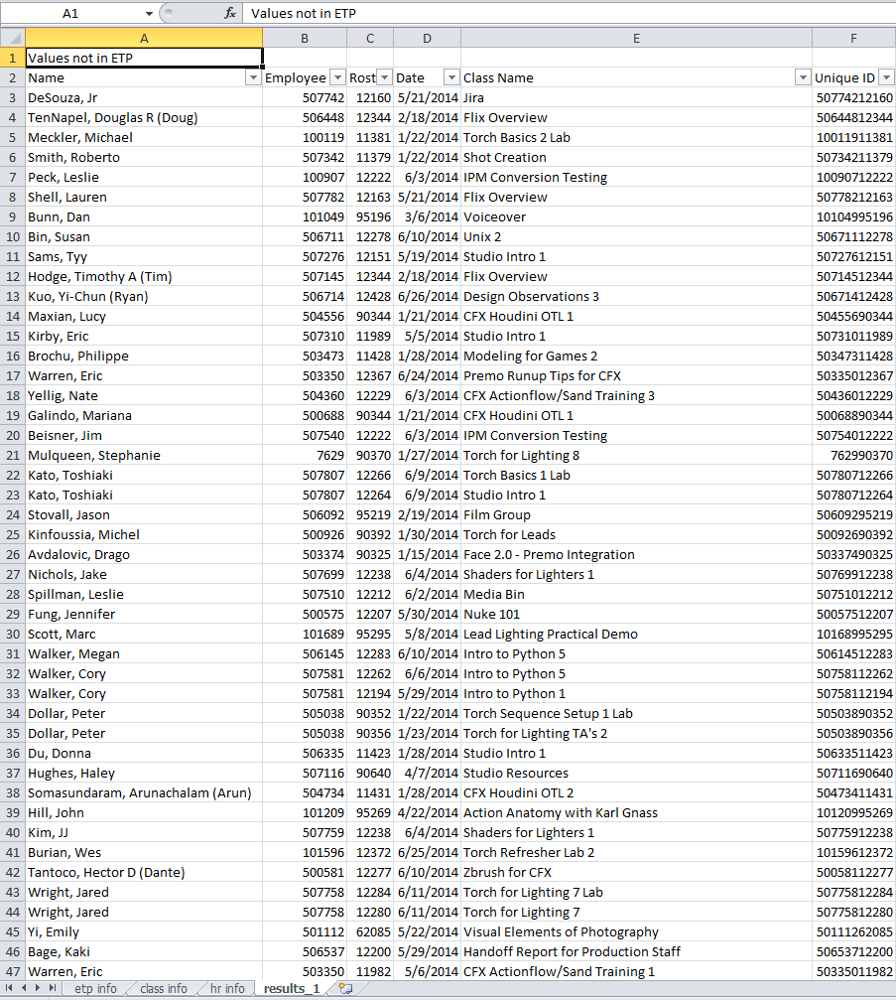 A1 fx Values not in ETP
A B C D E F
1 Values not in ETP
2 Name Employee Rost Date Class Name Unique ID
3 DeSouza, Jr 507742 12160 5/21/2014 Jira 50774212160
4 TenNapel, Douglas R (Doug) 506448 12344 2/18/2014 Flix Overview 50644812344
5 Meckler, Michael 100119 11381 1/22/2014 Torch Basics 2 Lab 10011911381
6 Smith, Roberto 507342 11379 1/22/2014 Shot Creation 50734211379
7 Peck, Leslie 100907 12222 6/3/2014 IPM Conversion Testing 10090712222
8 Shell, Lauren 507782 12163 5/21/2014 Flix Overview 50778212163
9 Bunn, Dan 101049 95196 3/6/2014 Voiceover 10104995196
10 Bin, Susan 506711 12278 6/10/2014 Unix 2 50671112278
11 Sams, Tyy 507276 12151 5/19/2014 Studio Intro 1 50727612151
12 Hodge, Timothy A (Tim) 507145 12344 2/18/2014 Flix Overview 50714512344
13 Kuo, Yi-Chun (Ryan) 506714 12428 6/26/2014 Design Observations 3 50671412428
14 Maxian, Lucy 504556 90344 1/21/2014 CFX Houdini OTL 1 50455690344
15 Kirby, Eric 507310 11989 5/5/2014 Studio Intro 1 50731011989
16 Brochu, Philippe 503473 11428 1/28/2014 Modeling for Games 2 50347311428
17 Warren, Eric 503350 12367 6/24/2014 Premo Runup Tips for CFX 50335012367
18 Yellig, Nate 504360 12229 6/3/2014 CFX Actionflow/Sand Training 3 50436012229
19 Galindo, Mariana 500688 90344 1/21/2014 CFX Houdini OTL 1 50068890344
20 Beisner, Jim 507540 12222 6/3/2014 IPM Conversion Testing 50754012222
21 Mulqueen, Stephanie 7629 90370 1/27/2014 Torch for Lighting 8 762990370
22 Kato, Toshiaki 507807 12266 6/9/2014 Torch Basics 1 Lab 50780712266
23 Kato, Toshiaki 507807 12264 6/9/2014 Studio Intro 1 50780712264
24 Stovall, Jason 506092 95219 2/19/2014 Film Group 50609295219
25 Kinfoussia, Michel 500926 90392 1/30/2014 Torch for Leads 50092690392
26 Avdalovic, Drago 503374 90325 1/15/2014 Face 2.0 - Premo Integration 50337490325
27 Nichols, Jake 507699 12238 6/4/2014 Shaders for Lighters 1 50769912238
28 Spillman, Leslie 507510 12212 6/2/2014 Media Bin 50751012212
29 Fung, Jennifer 500575 12207 5/30/2014 Nuke 101 50057512207
30 Scott, Marc 101689 95295 5/8/2014 Lead Lighting Practical Demo 10168995295
31 Walker, Megan 506145 12283 6/10/2014 Intro to Python 5 50614512283
32 Walker, Cory 507581 12262 6/6/2014 Intro to Python 5 50758112262
33 Walker, Cory 507581 12194 5/29/2014 Intro to Python 1 50758112194
34 Dollar, Peter 505038 90352 1/22/2014 Torch Sequence Setup 1 Lab 50503890352
35 Dollar, Peter 505038 90356 1/23/2014 Torch for Lighting TA's 2 50503890356
36 Du, Donna 506335 11423 1/28/2014 Studio Intro 1 50633511423
37 Hughes, Haley 507116 90640 4/7/2014 Studio Resources 50711690640
38 Somasundaram, Arunachalam (Arun) 504734 11431 1/28/2014 CFX Houdini OTL 2 50473411431
39 Hill, John 101209 95269 4/22/2014 Action Anatomy with Karl Gnass 10120995269
40 Kim, JJ 507759 12238 6/4/2014 Shaders for Lighters 1 50775912238
41 Burian, Wes 101596 12372 6/25/2014 Torch Refresher Lab 2 10159612372
42 Tantoco, Hector D (Dante) 500581 12277 6/10/2014 Zbrush for CFX 50058112277
43 Wright, Jared 507758 12284 6/11/2014 Torch for Lighting 7 Lab 50775812284
44 Wright, Jared 507758 12280 6/11/2014 Torch for Lighting 7 50775812280
45 Yi, Emily 501112 62085 5/22/2014 Visual Elements of Photography 50111262085
46 Bage, Kaki 506537 12200 5/29/2014 Handoff Report for Production Staff 50653712200
47 Warren, Eric 503350 11982 5/6/2014 CFX Actionflow/Sand Training 1 50335011982
etp info class info hr info results_1